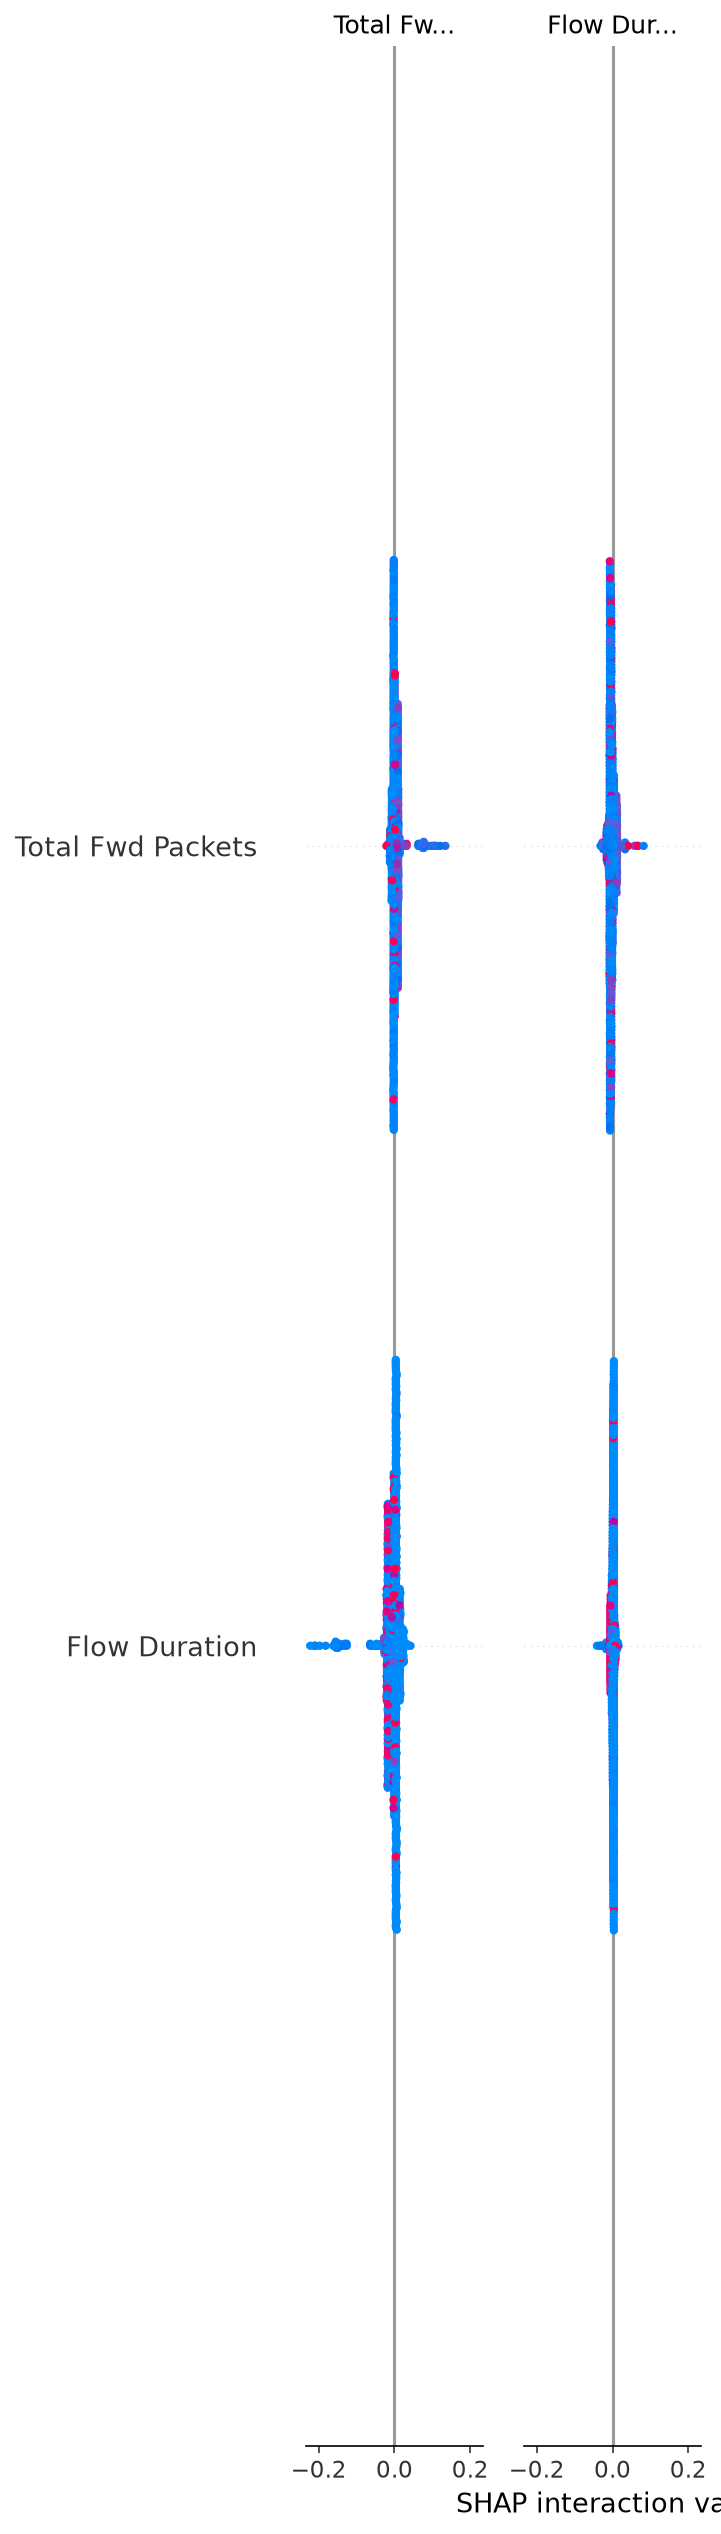 Total Fw... Flow Dur...
Total Fwd Packets
Flow Duration
−0.2 0.0 0.2 −0.2 0.0 0.2
SHAP interaction va